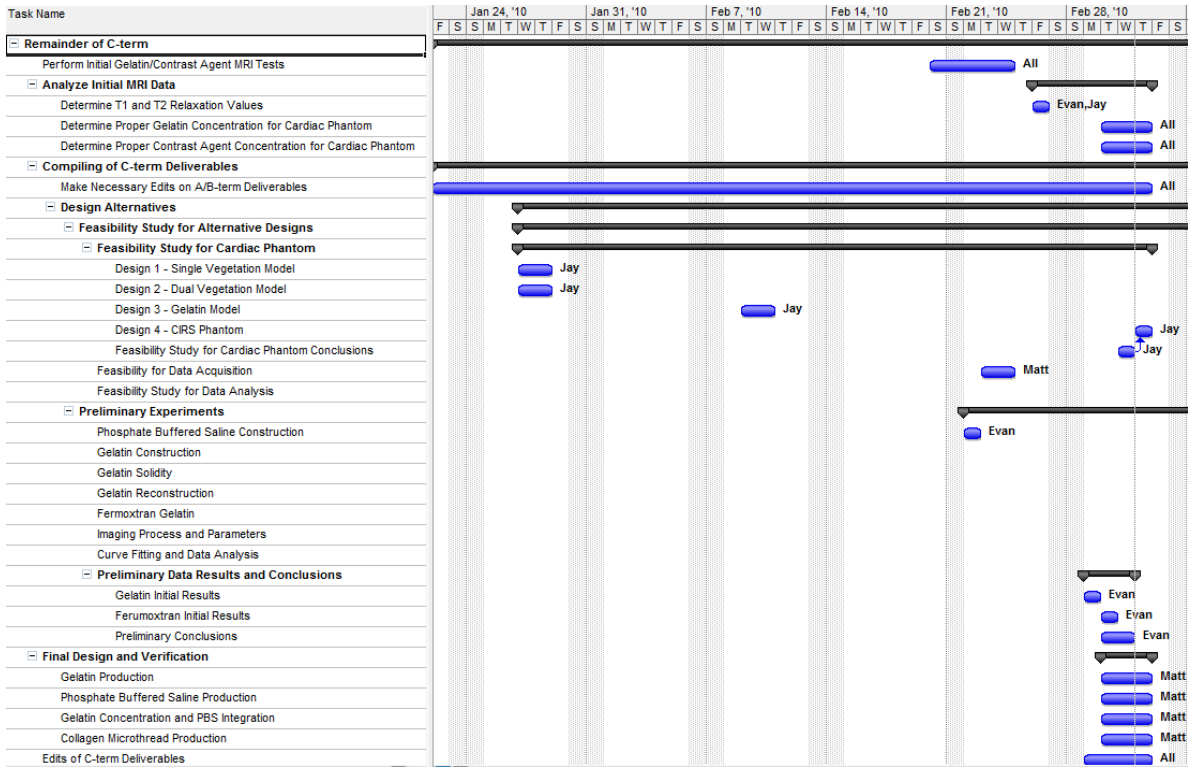 Task Name
Jan 24, '10 Jan 31, '10 Feb 7, '10 Feb 14, '10 Feb 21, '10 Feb 28, '10
F S S M T W T F S S M T W T F S S M T W T F S S M T W T F S S M T W T F S S M T W T F S
Remainder of C-term
Perform Initial Gelatin/Contrast Agent MRI Tests All
Analyze Initial MRI Data
Determine T1 and T2 Relaxation Values Evan,Jay
Determine Proper Gelatin Concentration for Cardiac Phantom All
Determine Proper Contrast Agent Concentration for Cardiac Phantom All
Compiling of C-term Deliverables
Make Necessary Edits on A/B-term Deliverables All
Design Alternatives
Feasibility Study for Alternative Designs
Feasibility Study for Cardiac Phantom
Design 1 - Single Vegetation Model Jay
Design 2 - Dual Vegetation Model Jay
Design 3 - Gelatin Model Jay
Design 4 - CIRS Phantom Jay
Feasibility Study for Cardiac Phantom Conclusions Jay
Feasibility for Data Acquisition Matt
Feasibility Study for Data Analysis
Preliminary Experiments
Phosphate Buffered Saline Construction Evan
Gelatin Construction
Gelatin Solidity
Gelatin Reconstruction
Fermoxtran Gelatin
Imaging Process and Parameters
Curve Fitting and Data Analysis
Preliminary Data Results and Conclusions
Gelatin Initial Results Evan
Ferumoxtran Initial Results Evan
Preliminary Conclusions Evan
Final Design and Verification
Gelatin Production Matt
Phosphate Buffered Saline Production Matt
Gelatin Concentration and PBS Integration Matt
Collagen Microthread Production Matt
Edits of C-term Deliverables All